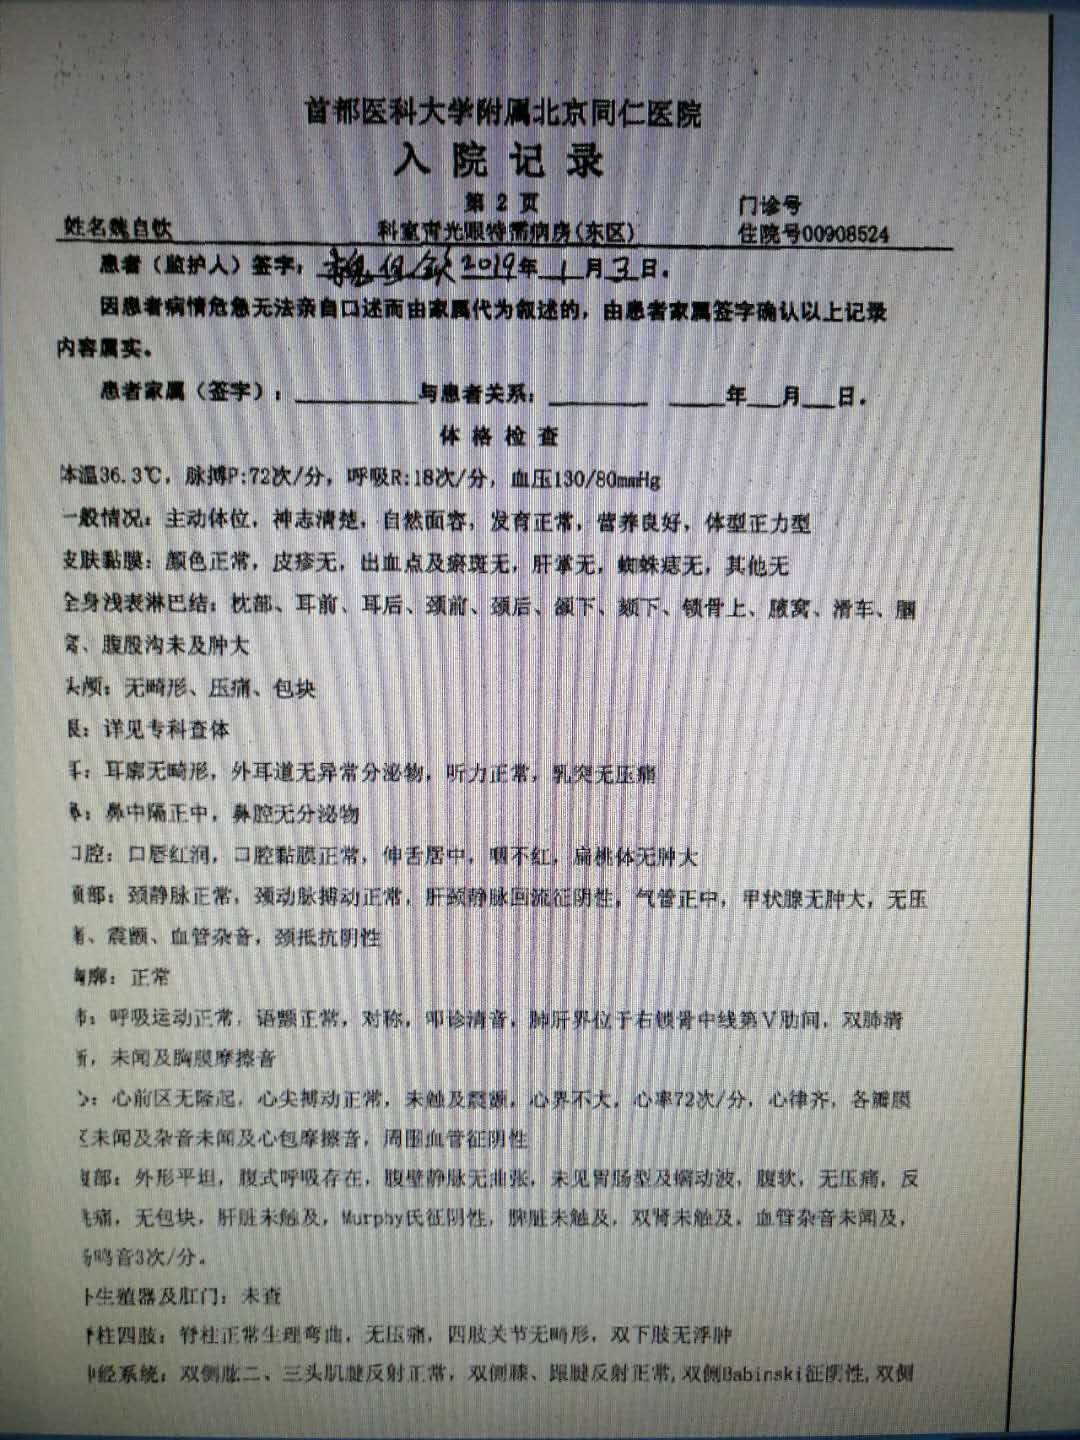 首都医科大学附属北京同仁医院
入院记录
第 2 页
门诊号
姓名魏自钦 科室青光眼特需病房(东区) 住院号00908524
患者（监护人）签字： 2019年1月3日。
因患者病情危急无法亲自口述而由家属代为叙述的，由患者家属签字确认以上记录
内容属实。
患者家属（签字）：＿＿＿与患者关系：＿＿＿ ＿＿年＿＿月＿＿日。
体格检查
体温36.3℃，脉搏P:72次/分，呼吸R:18次/分，血压130/80mmHg
一般情况：主动体位，神志清楚，自然面容，发育正常，营养良好，体型正力型
皮肤黏膜：颜色正常，皮疹无，出血点及瘀斑无，肝掌无，蜘蛛痣无，其他无
全身浅表淋巴结：枕部、耳前、耳后、颈前、颈后、颌下、颏下、锁骨上、腋窝、滑车、腘
窝、腹股沟未及肿大
头颅：无畸形、压痛、包块
眼：详见专科查体
耳：耳廓无畸形，外耳道无异常分泌物，听力正常，乳突无压痛
鼻：鼻中隔正中，鼻腔无分泌物
口腔：口唇红润，口腔黏膜正常，伸舌居中，咽不红，扁桃体无肿大
颈部：颈静脉正常，颈动脉搏动正常，肝颈静脉回流征阴性，气管正中，甲状腺无肿大，无压
痛、震颤、血管杂音，颈抵抗阴性
胸廓：正常
肺：呼吸运动正常，语颤正常，对称，叩诊清音，肺肝界位于右锁骨中线第Ⅴ肋间，双肺清
晰，未闻及胸膜摩擦音
心：心前区无隆起，心尖搏动正常，未触及震颤，心界不大，心率72次/分，心律齐，各瓣膜
区未闻及杂音未闻及心包摩擦音，周围血管征阴性
腹部：外形平坦，腹式呼吸存在，腹壁静脉无曲张，未见胃肠型及蠕动波，腹软，无压痛，反
跳痛，无包块，肝脏未触及，Murphy氏征阴性，脾脏未触及，双肾未触及，血管杂音未闻及，
肠鸣音3次/分。
外生殖器及肛门：未查
脊柱四肢：脊柱正常生理弯曲，无压痛，四肢关节无畸形，双下肢无浮肿
神经系统：双侧肱二、三头肌腱反射正常，双侧膝、跟腱反射正常,双侧Babinski征阴性,双侧